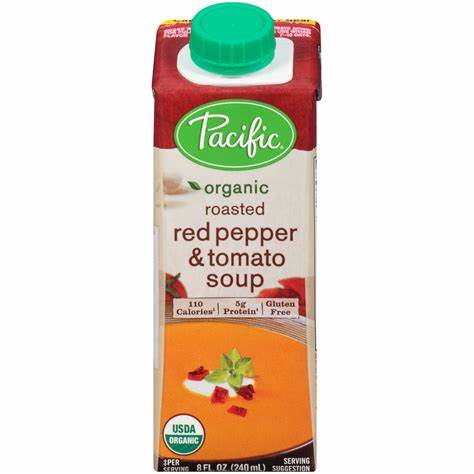 Pacific®
organic
roasted
red pepper
& tomato
soup
110 Calories‡
5g Protein‡
Gluten Free
USDA
ORGANIC
‡PER
SERVING
8 FL. OZ. (240 mL)
SERVING
SUGGESTION